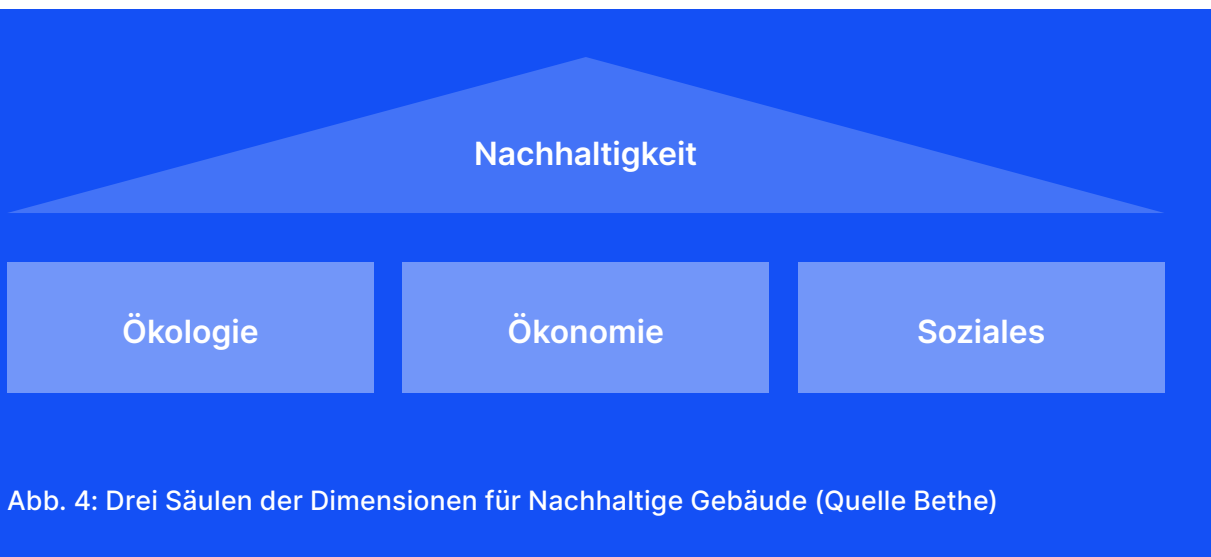 Nachhaltigkeit
Ökologie
Ökonomie
Soziales
Abb. 4: Drei Säulen der Dimensionen für Nachhaltige Gebäude (Quelle Bethe)